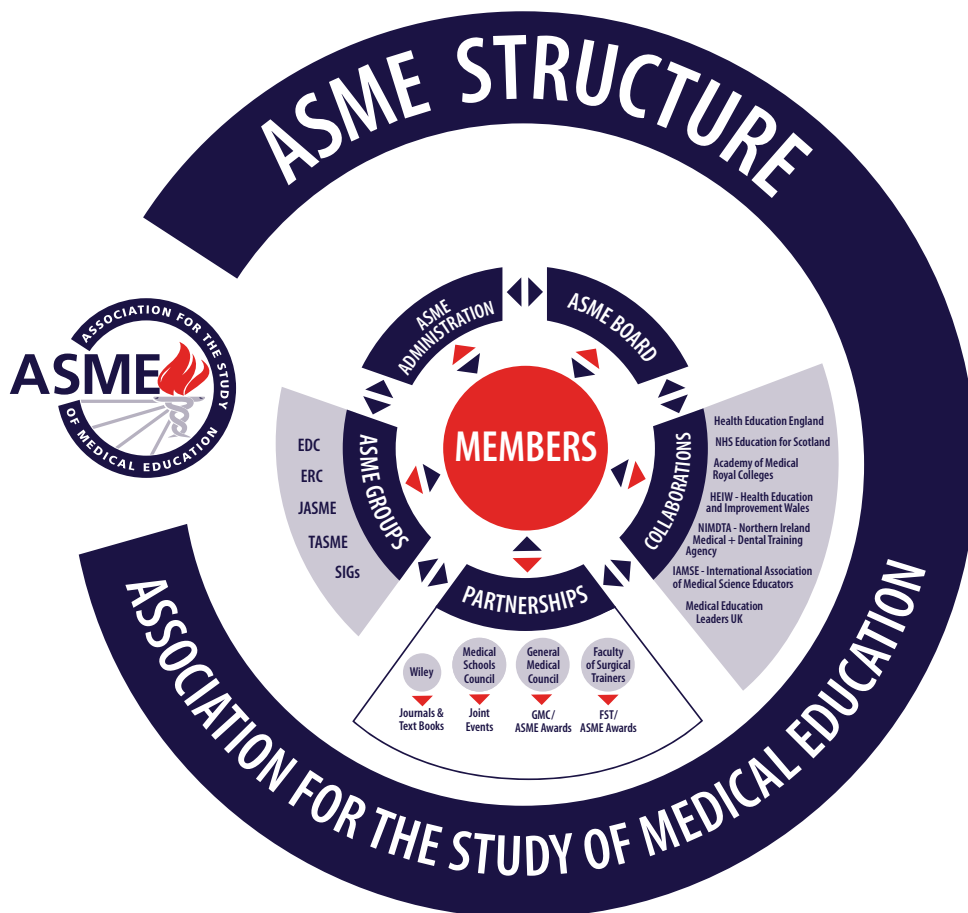 ASME STRUCTURE
ASSOCIATION FOR THE STUDY
ASME
OF MEDICAL EDUCATION
ASME
ADMINISTRATION
ASME BOARD
MEMBERS
ASME GROUPS
EDC
ERC
JASME
TASME
SIGs
COLLABORATIONS
Health Education England
NHS Education for Scotland
Academy of Medical
Royal Colleges
HEIW - Health Education
and Improvement Wales
NIMDTA - Northern Ireland
Medical + Dental Training
Agency
IAMSE - International Association
of Medical Science Educators
Medical Education
Leaders UK
PARTNERSHIPS
Wiley
Journals &
Text Books
Medical
Schools
Council
Joint
Events
General
Medical
Council
GMC/
ASME Awards
Faculty
of Surgical
Trainers
FST/
ASME Awards
ASSOCIATION FOR THE STUDY OF MEDICAL EDUCATION